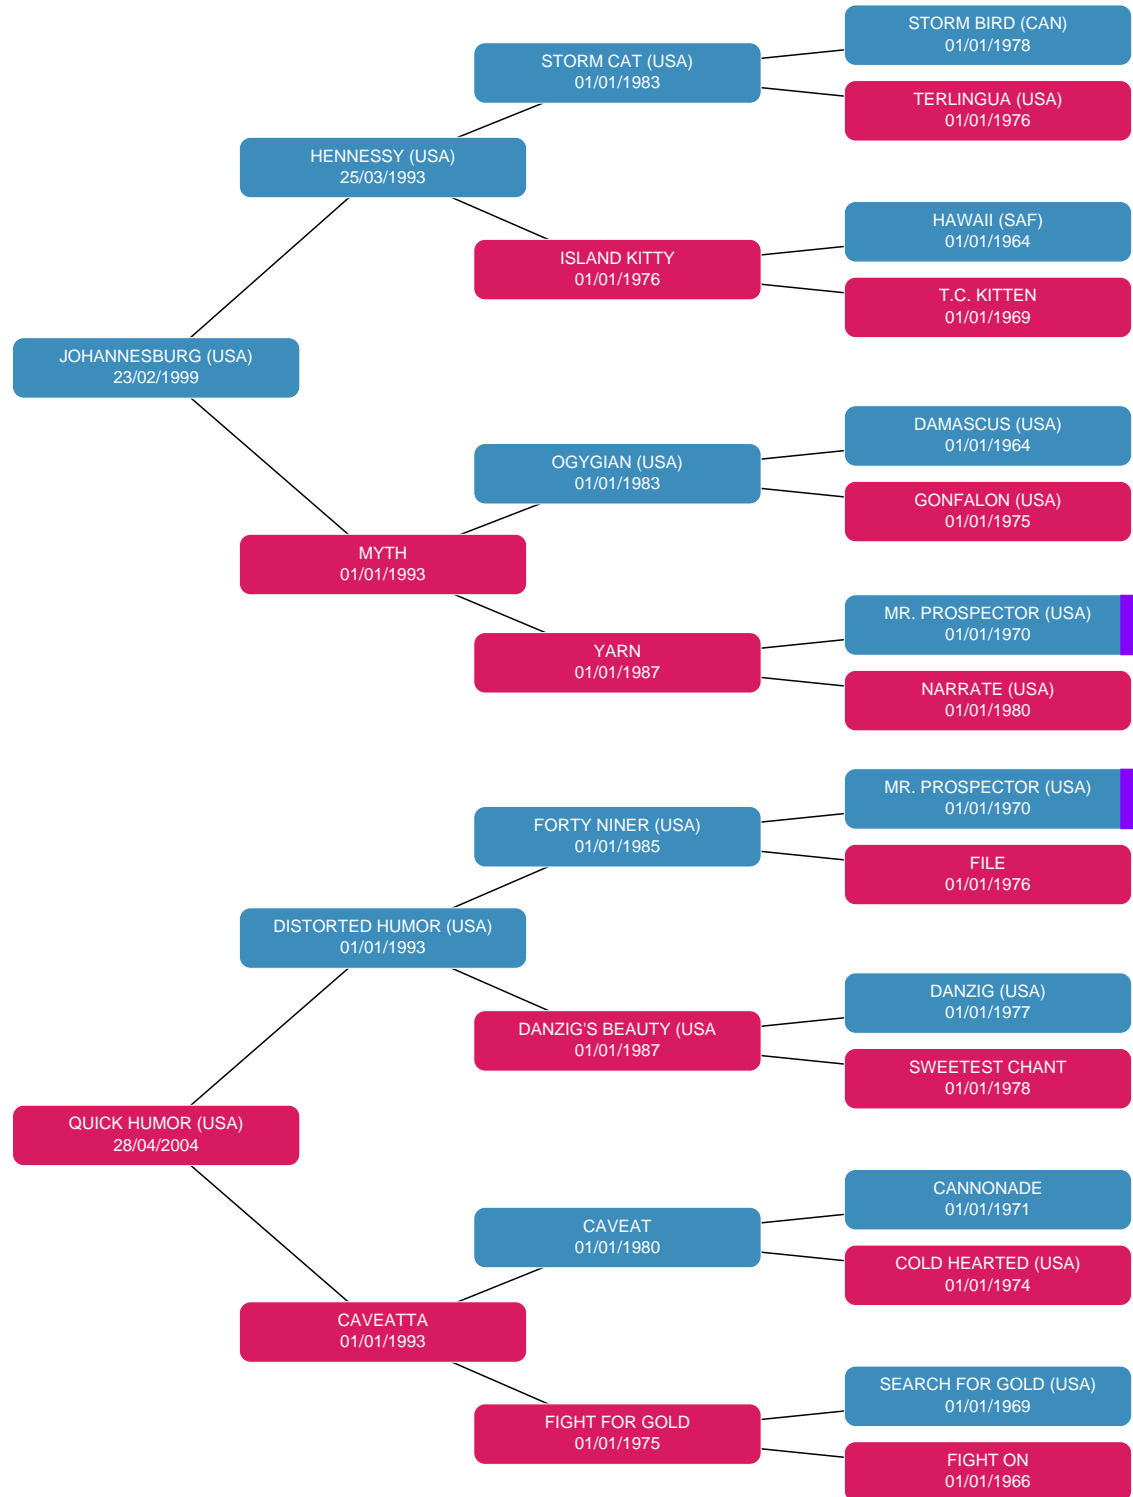 STORM BIRD (CAN)
01/01/1978
STORM CAT (USA)
01/01/1983
TERLINGUA (USA)
01/01/1976
HENNESSY (USA)
25/03/1993
HAWAII (SAF)
01/01/1964
ISLAND KITTY
01/01/1976
T.C. KITTEN
01/01/1969
JOHANNESBURG (USA)
23/02/1999
DAMASCUS (USA)
01/01/1964
OGYGIAN (USA)
01/01/1983
GONFALON (USA)
01/01/1975
MYTH
01/01/1993
MR. PROSPECTOR (USA)
01/01/1970
YARN
01/01/1987
NARRATE (USA)
01/01/1980
MR. PROSPECTOR (USA)
01/01/1970
FORTY NINER (USA)
01/01/1985
FILE
01/01/1976
DISTORTED HUMOR (USA)
01/01/1993
DANZIG (USA)
01/01/1977
DANZIG'S BEAUTY (USA
01/01/1987
SWEETEST CHANT
01/01/1978
QUICK HUMOR (USA)
28/04/2004
CANNONADE
01/01/1971
CAVEAT
01/01/1980
COLD HEARTED (USA)
01/01/1974
CAVEATTA
01/01/1993
SEARCH FOR GOLD (USA)
01/01/1969
FIGHT FOR GOLD
01/01/1975
FIGHT ON
01/01/1966